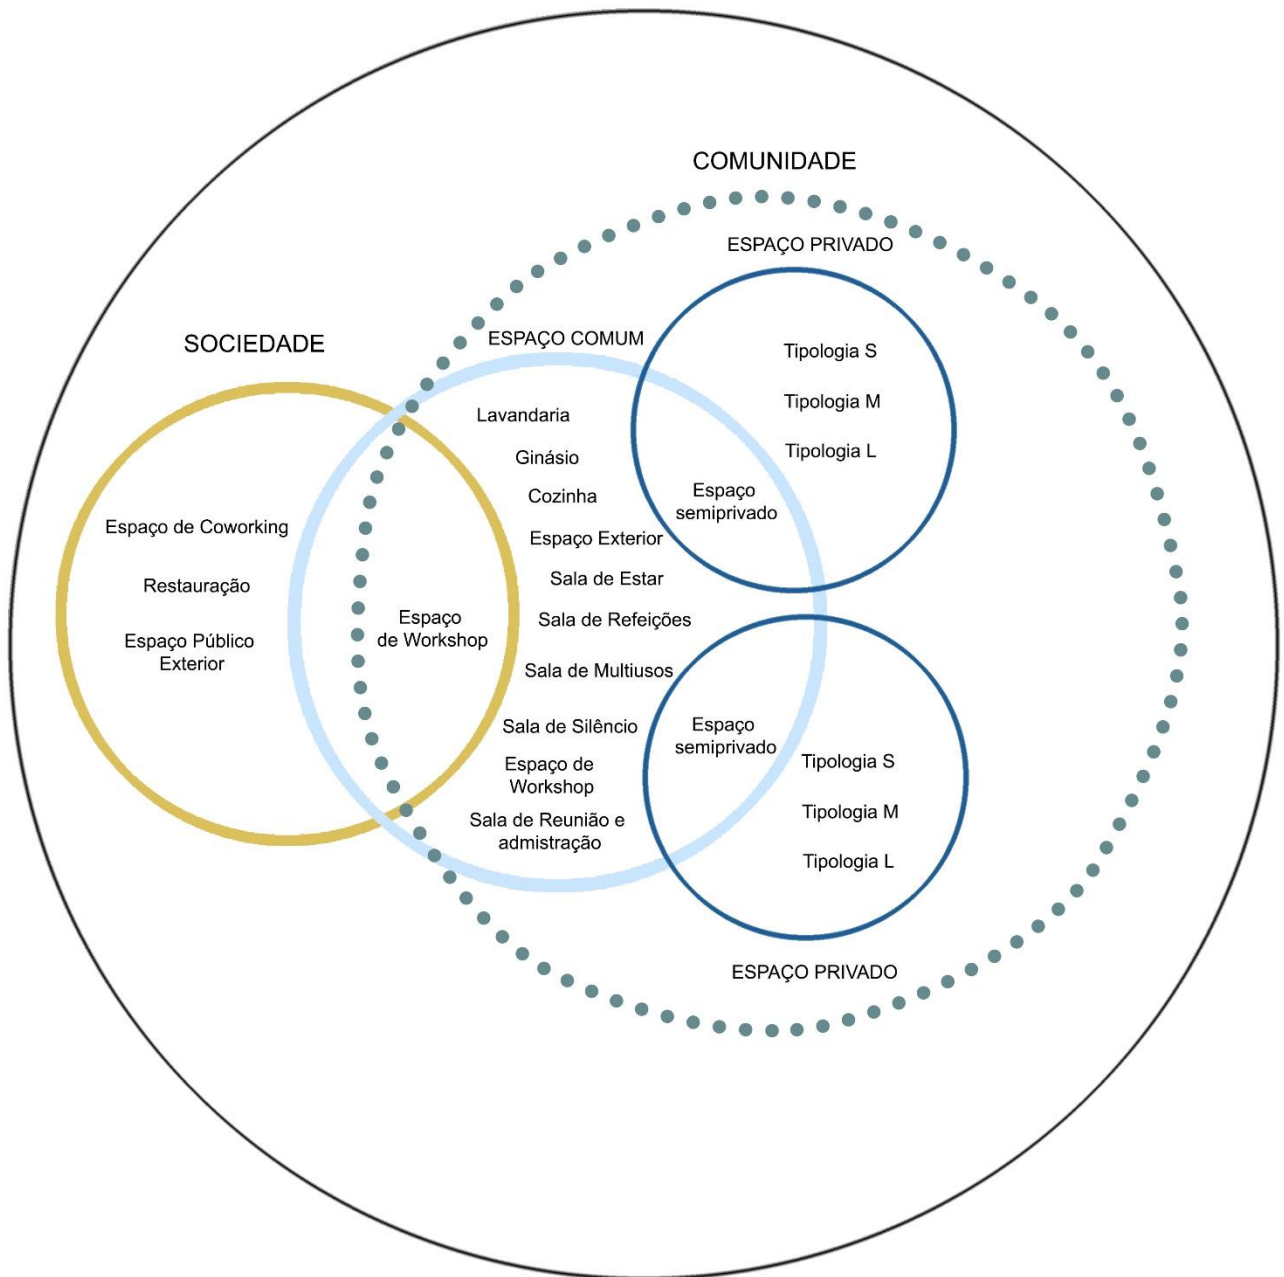 COMUNIDADE
ESPAÇO PRIVADO
SOCIEDADE
ESPAÇO COMUM
Tipologia S
Tipologia M
Tipologia L
Espaço
semiprivado
Lavandaria
Ginásio
Cozinha
Espaço Exterior
Sala de Estar
Sala de Refeições
Sala de Multiusos
Sala de Silêncio
Espaço de
Workshop
Sala de Reunião e
admistração
Espaço de Coworking
Restauração
Espaço Público
Exterior
Espaço
de Workshop
Espaço
semiprivado
Tipologia S
Tipologia M
Tipologia L
ESPAÇO PRIVADO